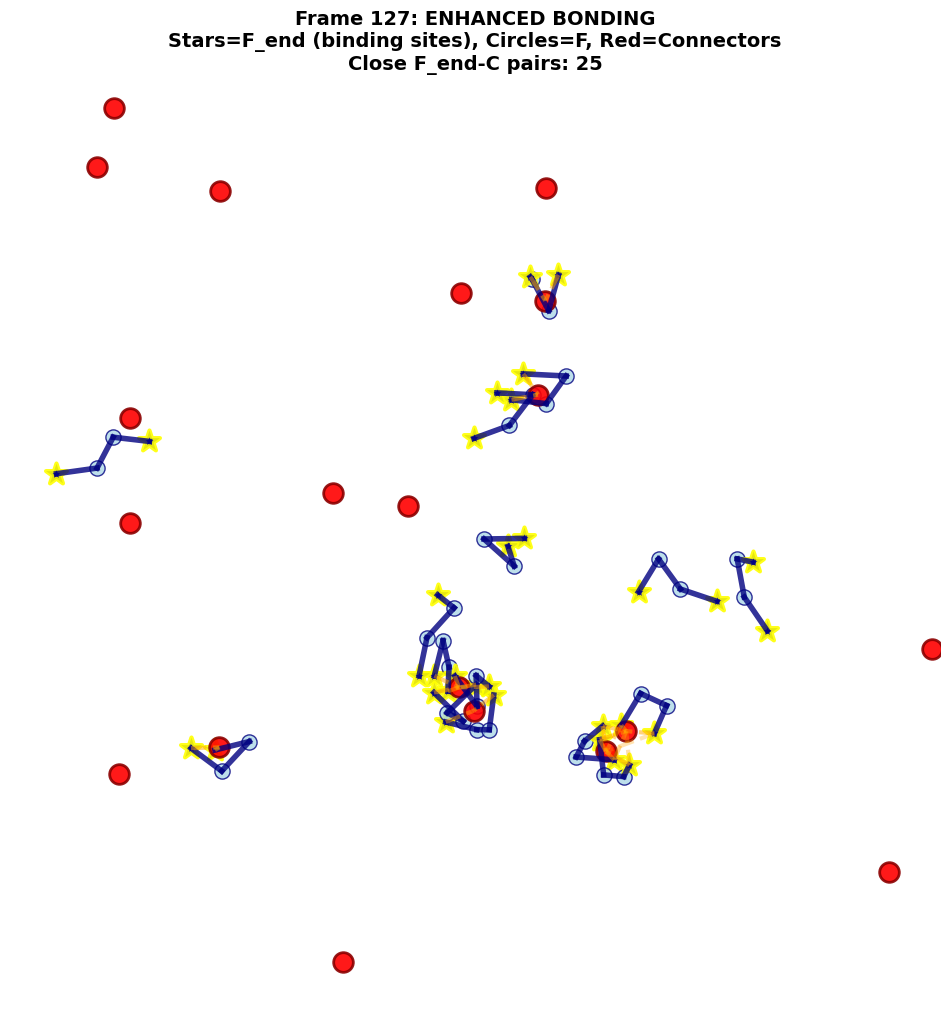 Frame 127: ENHANCED BONDING
Stars=F_end (binding sites), Circles=F, Red=Connectors
Close F_end-C pairs: 25